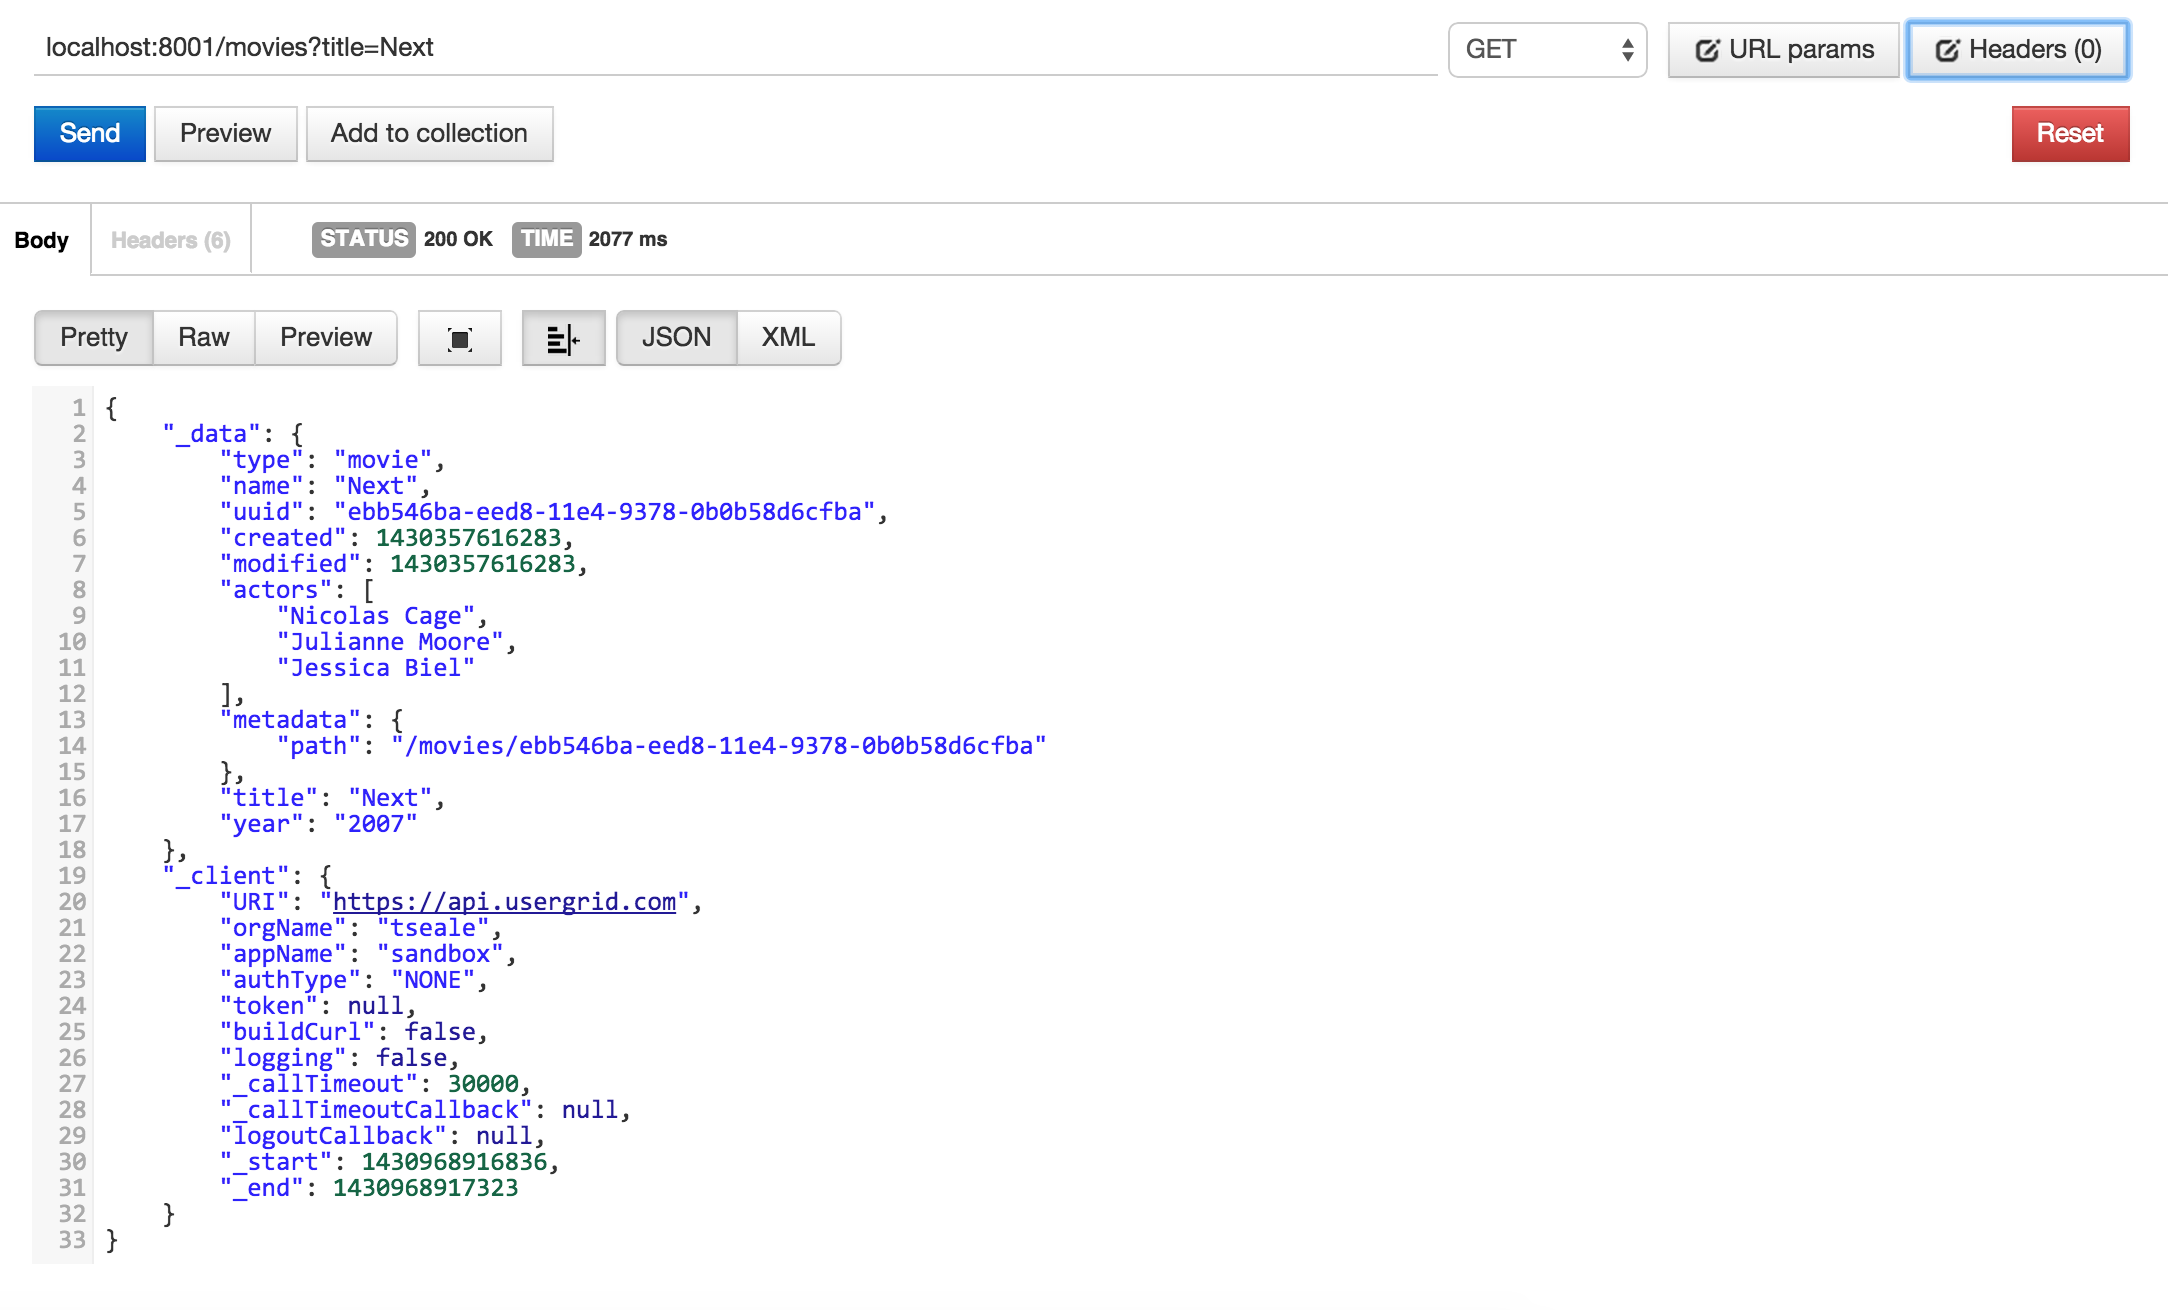 localhost:8001/movies?title=Next GET URL params Headers (0)
Send Preview Add to collection Reset
Body Headers (6) STATUS 200 OK TIME 2077 ms
Pretty Raw Preview JSON XML
1 {
2 "_data": {
3 "type": "movie",
4 "name": "Next",
5 "uuid": "ebb546ba-eed8-11e4-9378-0b0b58d6cfba",
6 "created": 1430357616283,
7 "modified": 1430357616283,
8 "actors": [
9 "Nicolas Cage",
10 "Julianne Moore",
11 "Jessica Biel"
12 ],
13 "metadata": {
14 "path": "/movies/ebb546ba-eed8-11e4-9378-0b0b58d6cfba"
15 },
16 "title": "Next",
17 "year": "2007"
18 },
19 "_client": {
20 "URI": "https://api.usergrid.com",
21 "orgName": "tseale",
22 "appName": "sandbox",
23 "authType": "NONE",
24 "token": null,
25 "buildCurl": false,
26 "logging": false,
27 "_callTimeout": 30000,
28 "_callTimeoutCallback": null,
29 "logoutCallback": null,
30 "_start": 1430968916836,
31 "_end": 1430968917323
32 }
33 }